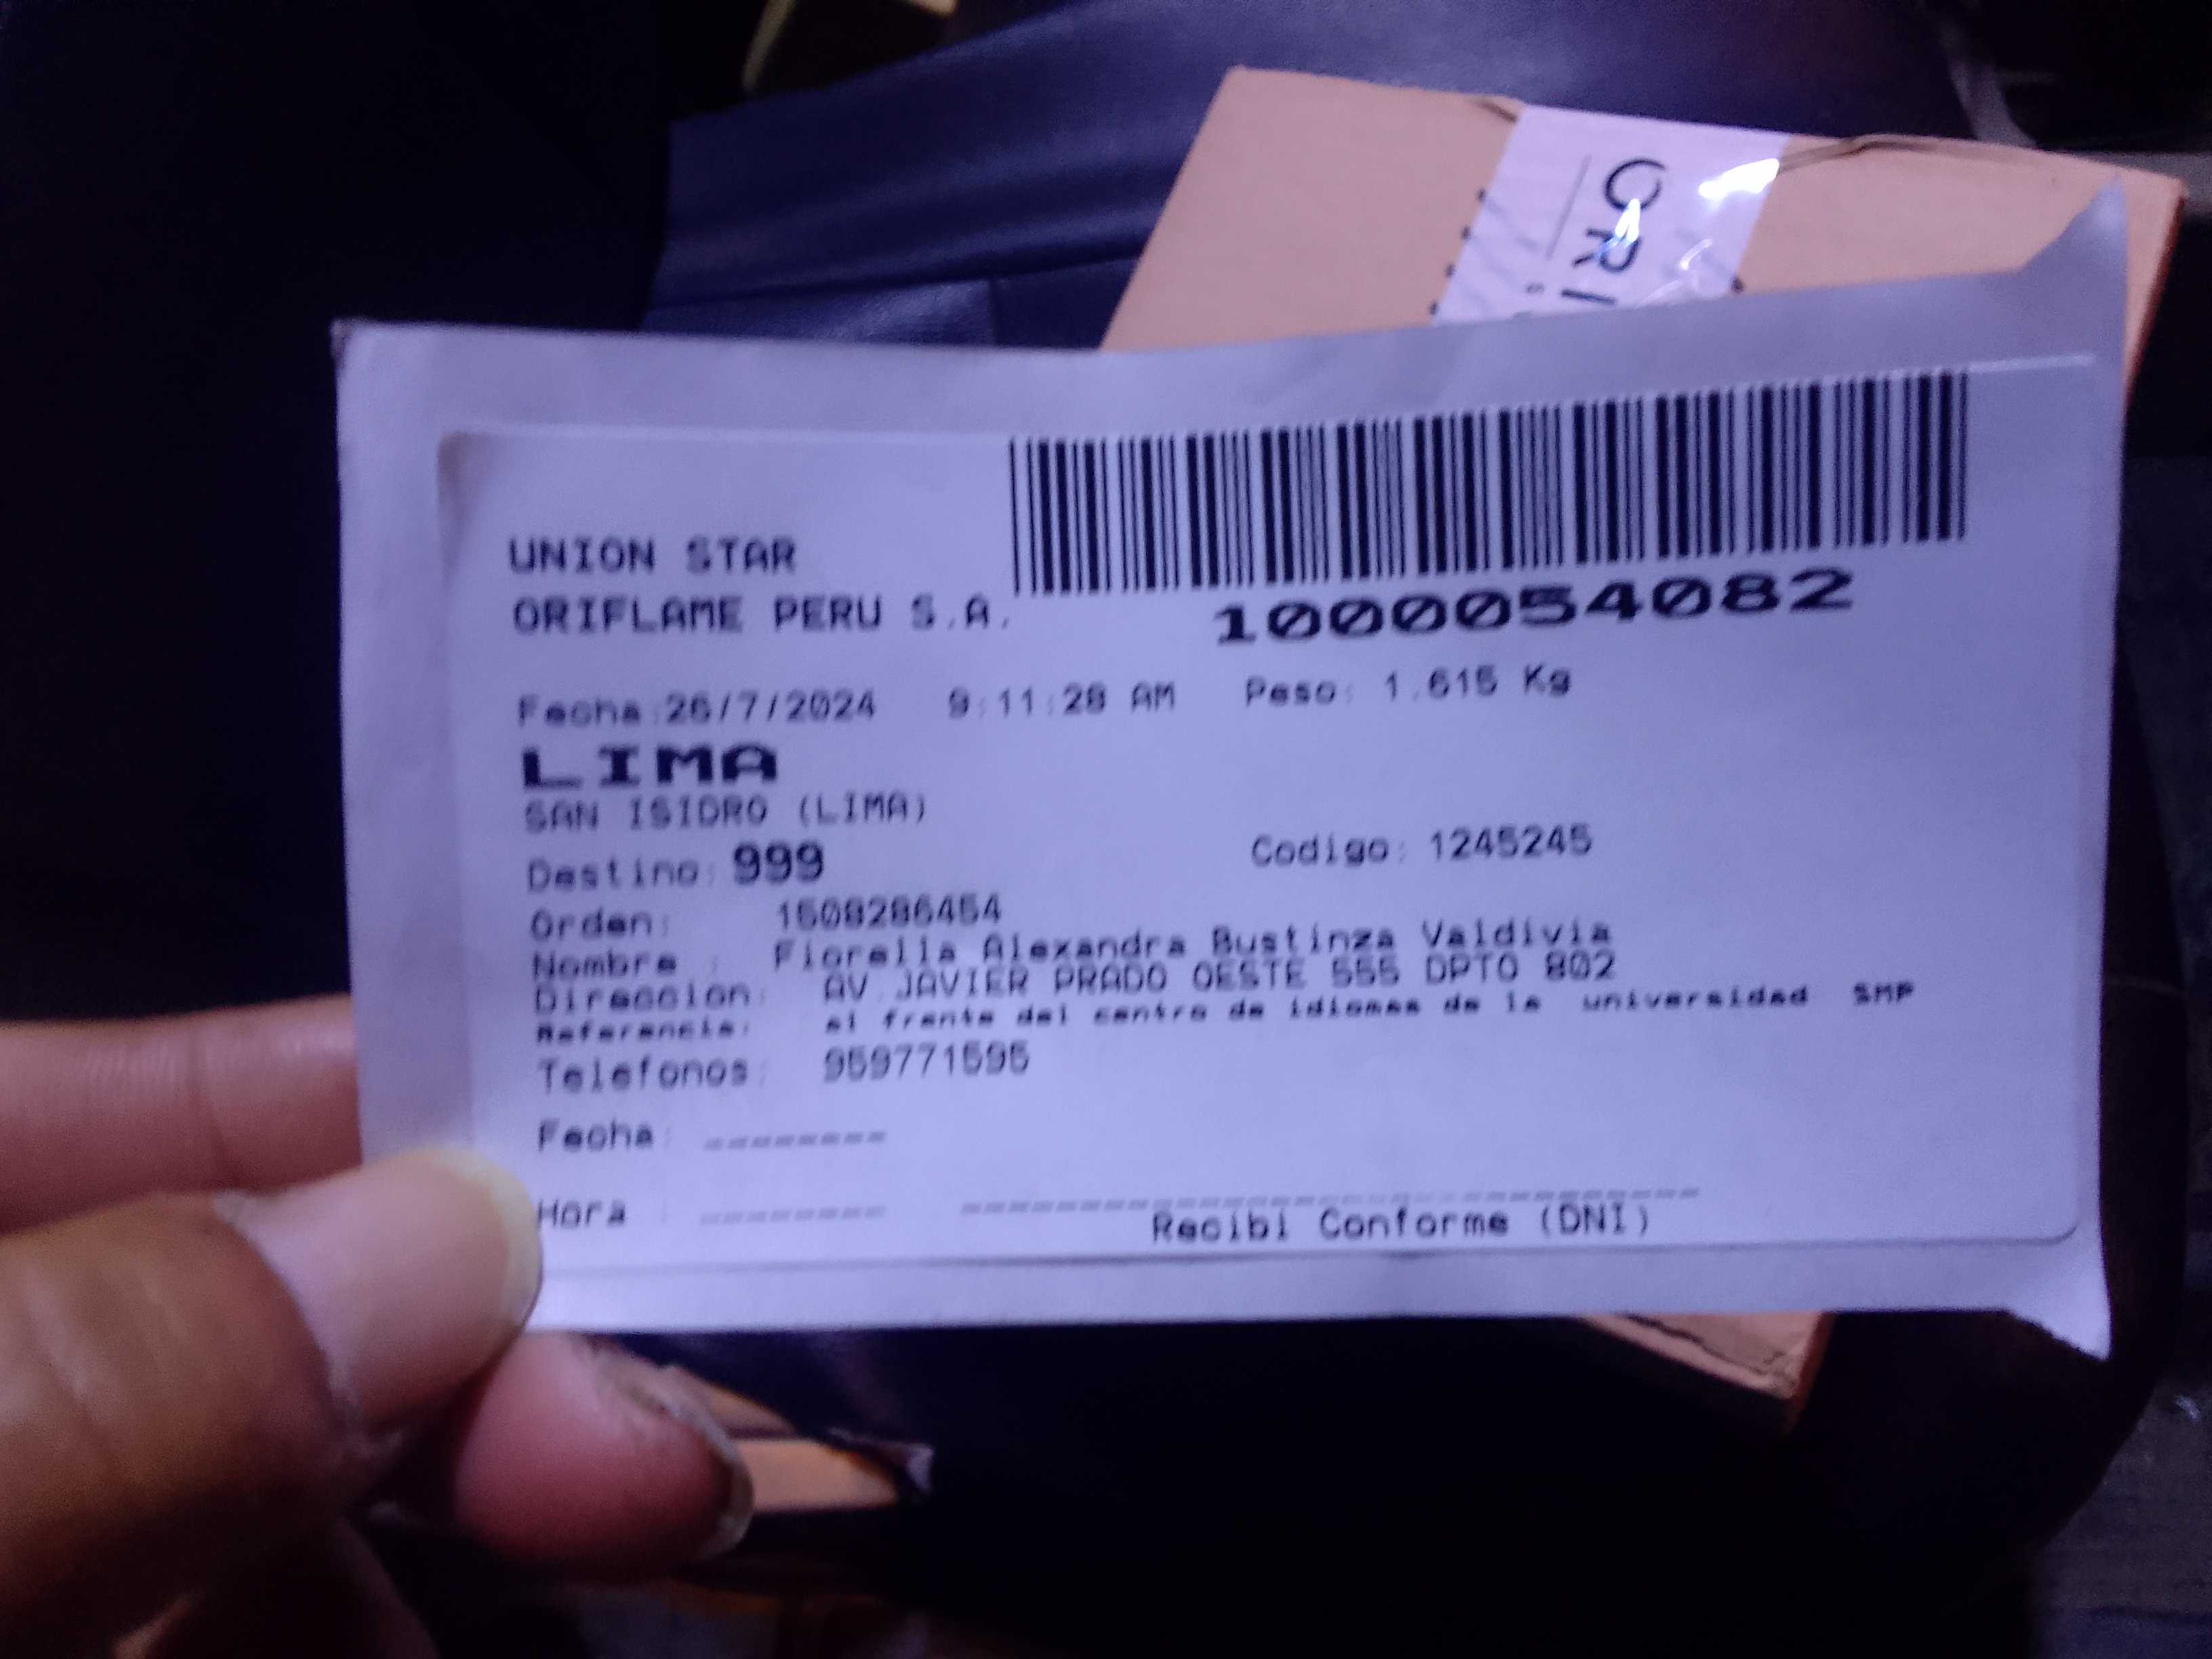 ORI
UNION STAR
ORIFLAME PERU S.A.
1000054082
Fecha:26/7/2024 9:11:28 AM Peso: 1.615 Kg
LIMA
SAN ISIDRO (LIMA)
Destino: 999 Codigo: 1245245
Orden: 1508286454
Nombre : Fiorella Alexandra Bustinza Valdivia
Direccion: AV JAVIER PRADO OESTE 555 DPTO 802
Referencia: al frente del centro de idiomas de la universidad SMP
Telefonos: 959771595
Fecha: --------
Hora : --------
Recibi Conforme (DNI)